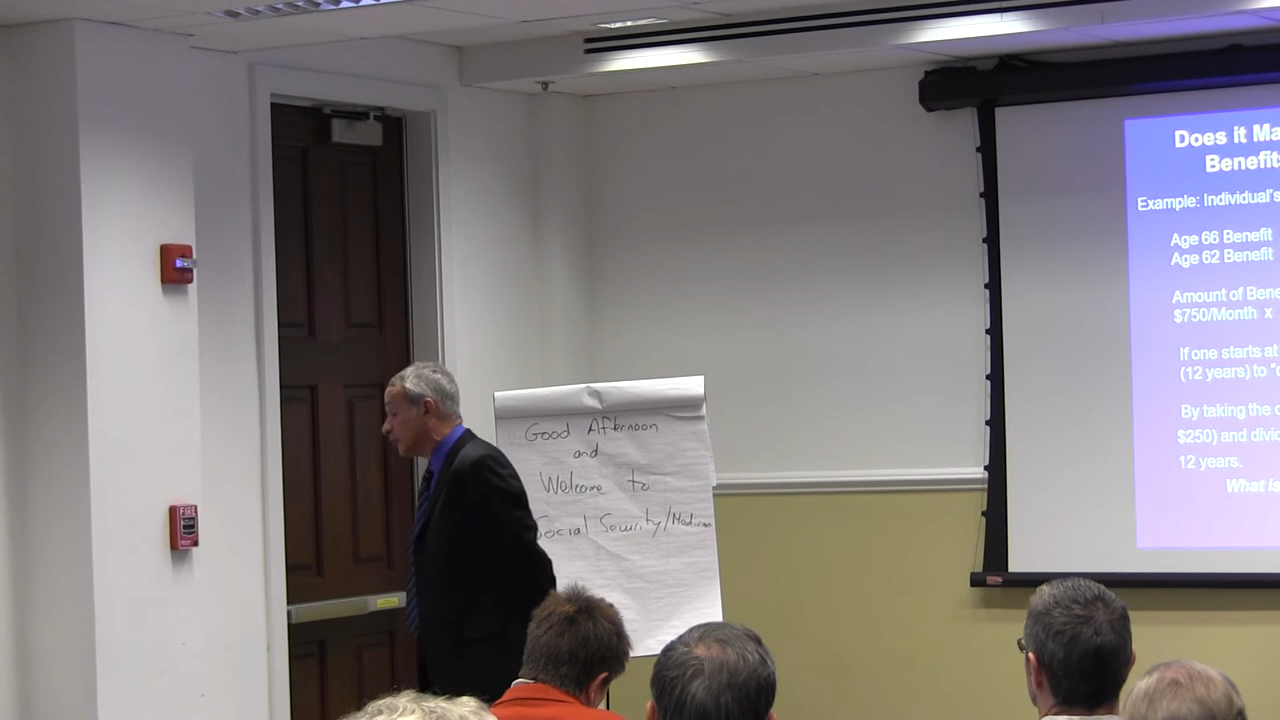 FIRE
Good Afternoon
and
Welcome to
Social Security/Medicare
Does it Ma
Benefit
Example: Individual's
Age 66 Benefit
Age 62 Benefit
Amount of Bene
$750/Month x
If one starts at
(12 years) to "
By taking the
$250) and divi
12 years.
What is